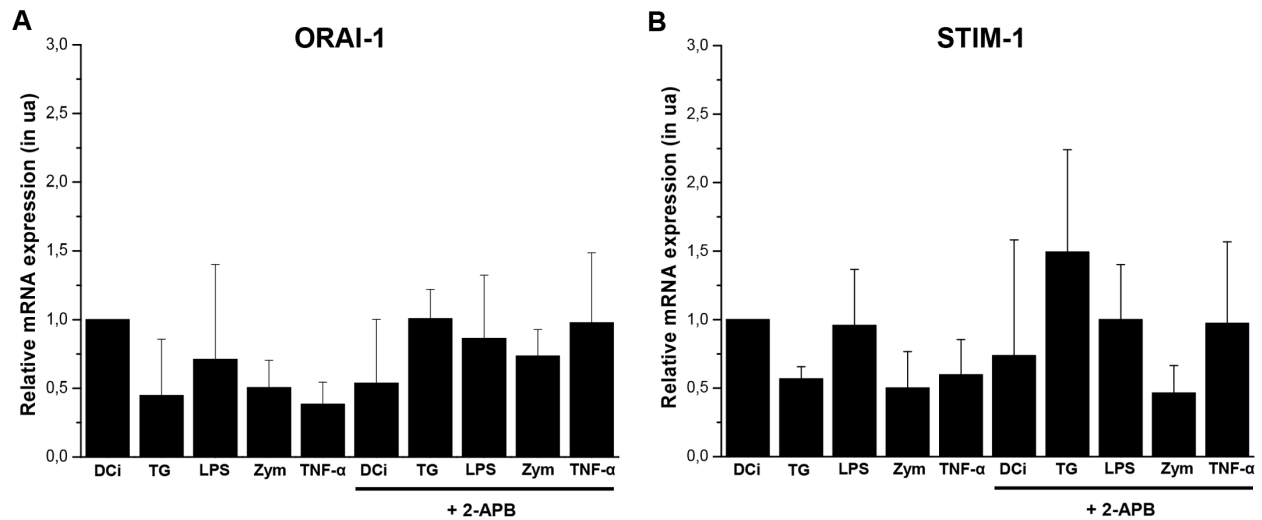 A
ORAI-1
Relative mRNA expression (in ua)
3,0
2,5
2,0
1,5
1,0
0,5
0,0
DCi TG LPS Zym TNF-α DCi TG LPS Zym TNF-α
+ 2-APB
B
STIM-1
Relative mRNA expression (in ua)
3,0
2,5
2,0
1,5
1,0
0,5
0,0
DCi TG LPS Zym TNF-α DCi TG LPS Zym TNF-α
+ 2-APB